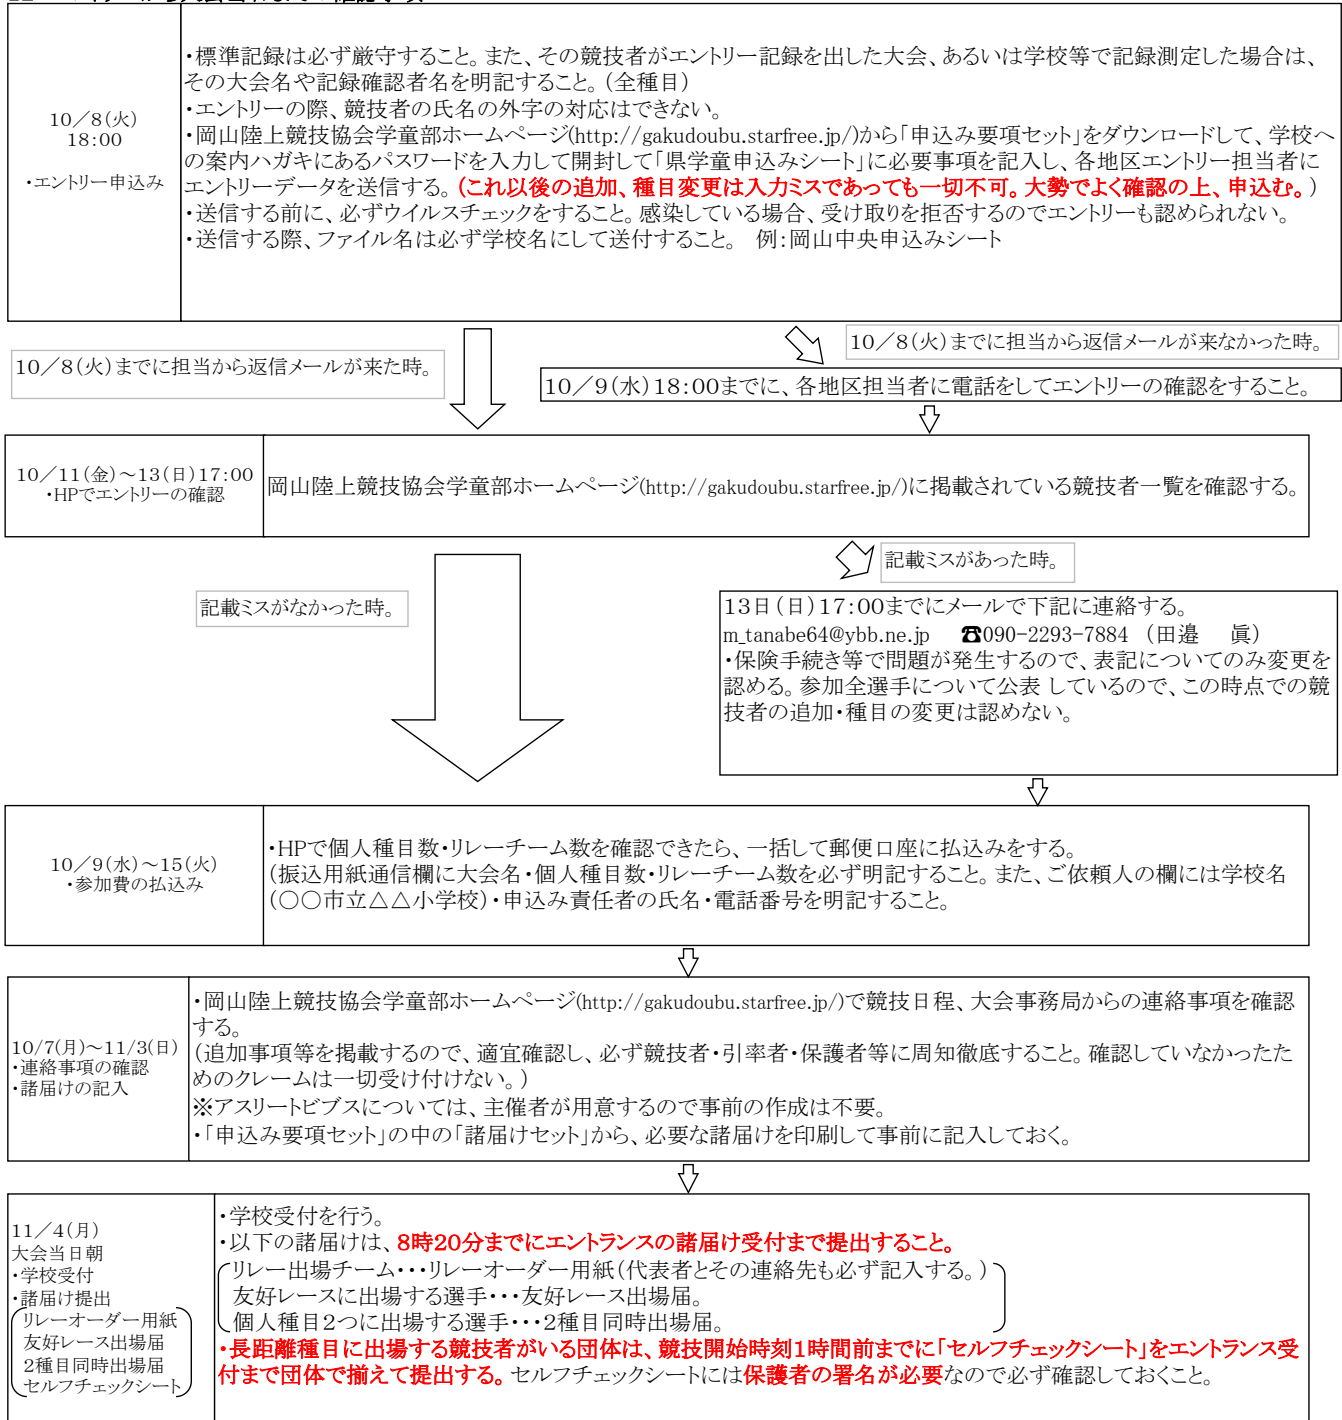 10／8(火)
18:00
・エントリー申込み
・標準記録は必ず厳守すること。また、その競技者がエントリー記録を出した大会、あるいは学校等で記録測定した場合は、
その大会名や記録確認者名を明記すること。(全種目)
・エントリーの際、競技者の氏名の外字の対応はできない。
・岡山陸上競技協会学童部ホームページ(http://gakudoubu.starfree.jp/)から「申込み要項セット」をダウンロードして、学校へ
の案内ハガキにあるパスワードを入力して開封して「県学童申込みシート」に必要事項を記入し、各地区エントリー担当者に
エントリーデータを送信する。(これ以後の追加、種目変更は入力ミスであっても一切不可。大勢でよく確認の上、申込む。)
・送信する前に、必ずウイルスチェックをすること。感染している場合、受け取りを拒否するのでエントリーも認められない。
・送信する際、ファイル名は必ず学校名にして送付すること。 例:岡山中央申込みシート
10／8(火)までに担当から返信メールが来た時。
10／8(火)までに担当から返信メールが来なかった時。
10／9(水)18:00までに、各地区担当者に電話をしてエントリーの確認をすること。
10／11(金)～13(日)17:00
・HPでエントリーの確認
岡山陸上競技協会学童部ホームページ(http://gakudoubu.starfree.jp/)に掲載されている競技者一覧を確認する。
記載ミスがなかった時。
記載ミスがあった時。
13日(日)17:00までにメールで下記に連絡する。
m_tanabe64@ybb.ne.jp ☎090-2293-7884 (田邉 眞)
・保険手続き等で問題が発生するので、表記についてのみ変更を
認める。参加全選手について公表 しているので、この時点での競
技者の追加・種目の変更は認めない。
10／9(水)～15(火)
・参加費の払込み
・HPで個人種目数・リレーチーム数を確認できたら、一括して郵便口座に払込みをする。
(振込用紙通信欄に大会名・個人種目数・リレーチーム数を必ず明記すること。また、ご依頼人の欄には学校名
(○○市立△△小学校)・申込み責任者の氏名・電話番号を明記すること。
10/7(月)～11/3(日)
・連絡事項の確認
・諸届けの記入
・岡山陸上競技協会学童部ホームページ(http://gakudoubu.starfree.jp/)で競技日程、大会事務局からの連絡事項を確認
する。
(追加事項等を掲載するので、適宜確認し、必ず競技者・引率者・保護者等に周知徹底すること。確認していなかったた
めのクレームは一切受け付けない。)
※アスリートビブスについては、主催者が用意するので事前の作成は不要。
・「申込み要項セット」の中の「諸届けセット」から、必要な諸届けを印刷して事前に記入しておく。
11／4(月)
大会当日朝
・学校受付
・諸届け提出
リレーオーダー用紙
友好レース出場届
2種目同時出場届
セルフチェックシート
・学校受付を行う。
・以下の諸届けは、8時20分までにエントランスの諸届け受付まで提出すること。
リレー出場チーム・・・リレーオーダー用紙(代表者とその連絡先も必ず記入する。)
友好レースに出場する選手・・・友好レース出場届。
個人種目2つに出場する選手・・・2種目同時出場届。
・長距離種目に出場する競技者がいる団体は、競技開始時刻1時間前までに「セルフチェックシート」をエントランス受
付まで団体で揃えて提出する。セルフチェックシートには保護者の署名が必要なので必ず確認しておくこと。